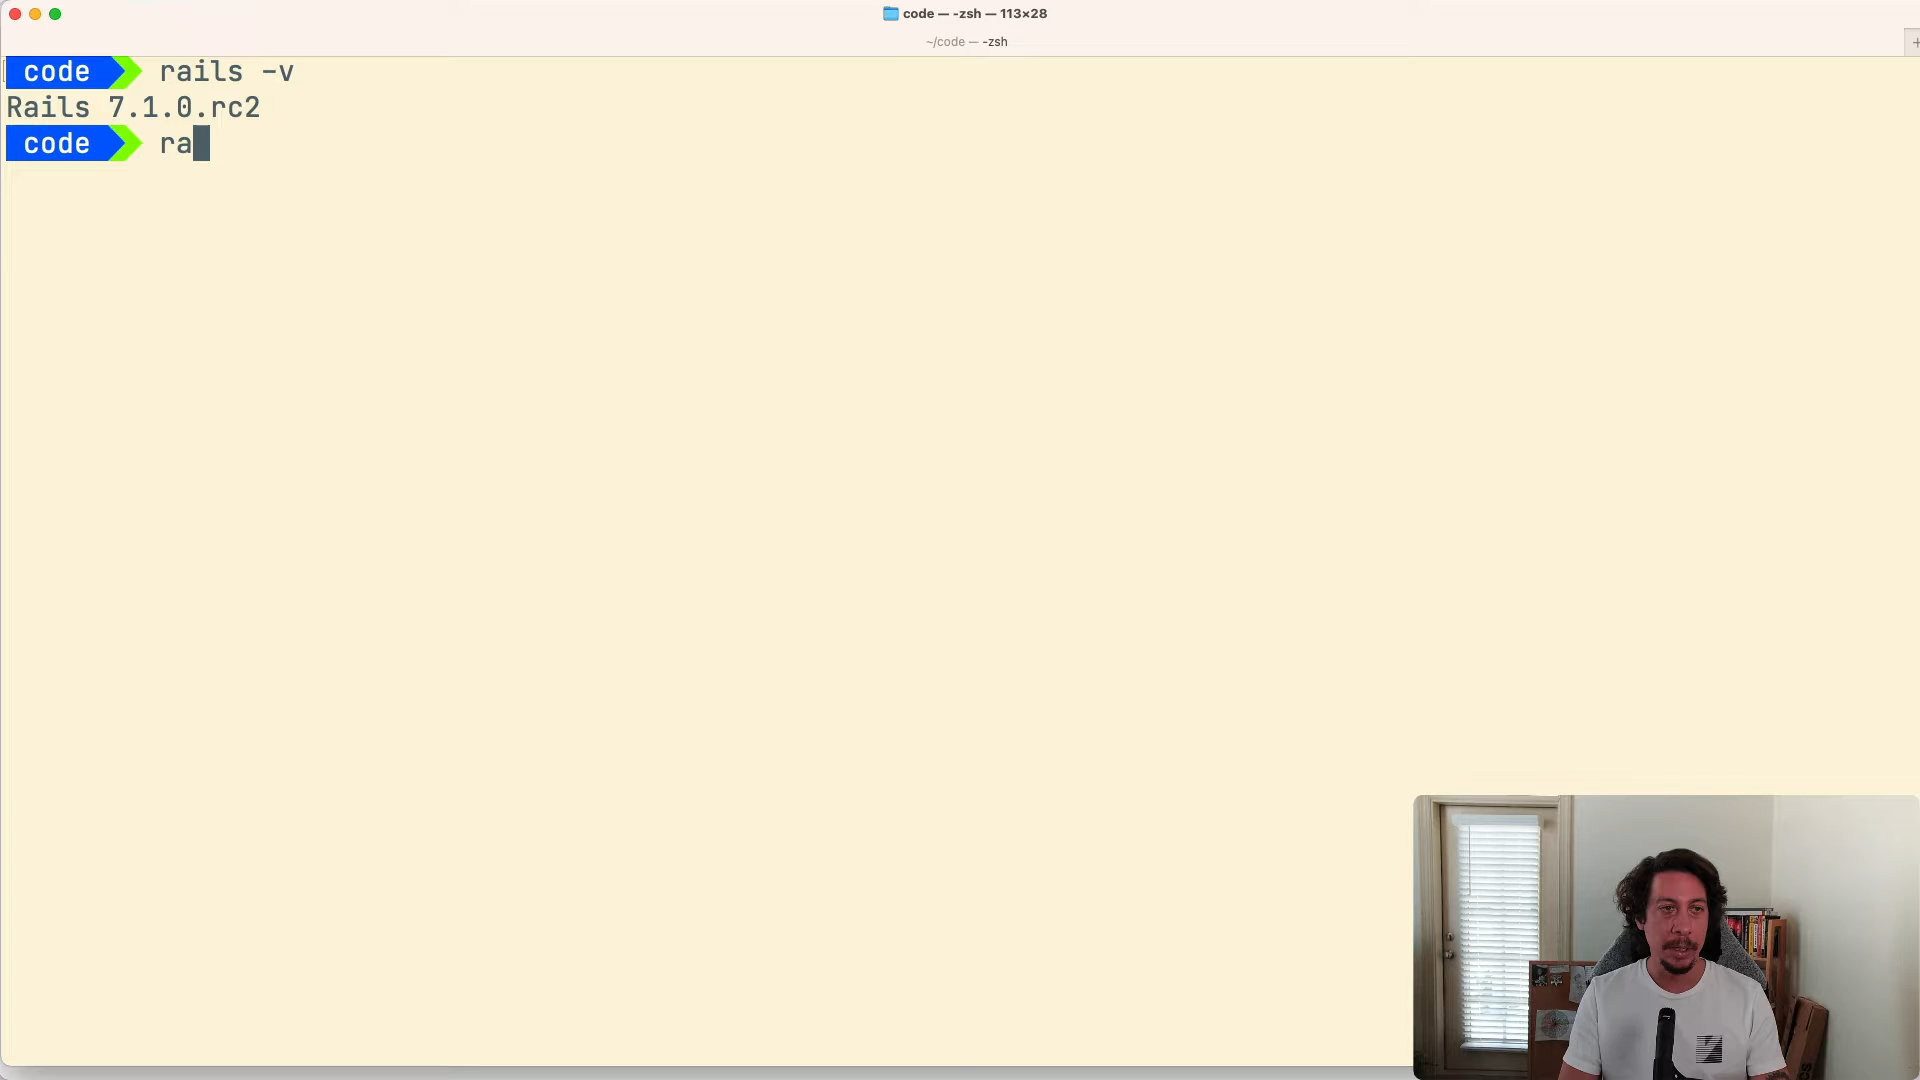 code — -zsh — 113×28
~/code — -zsh
code rails -v
Rails 7.1.0.rc2
code ra